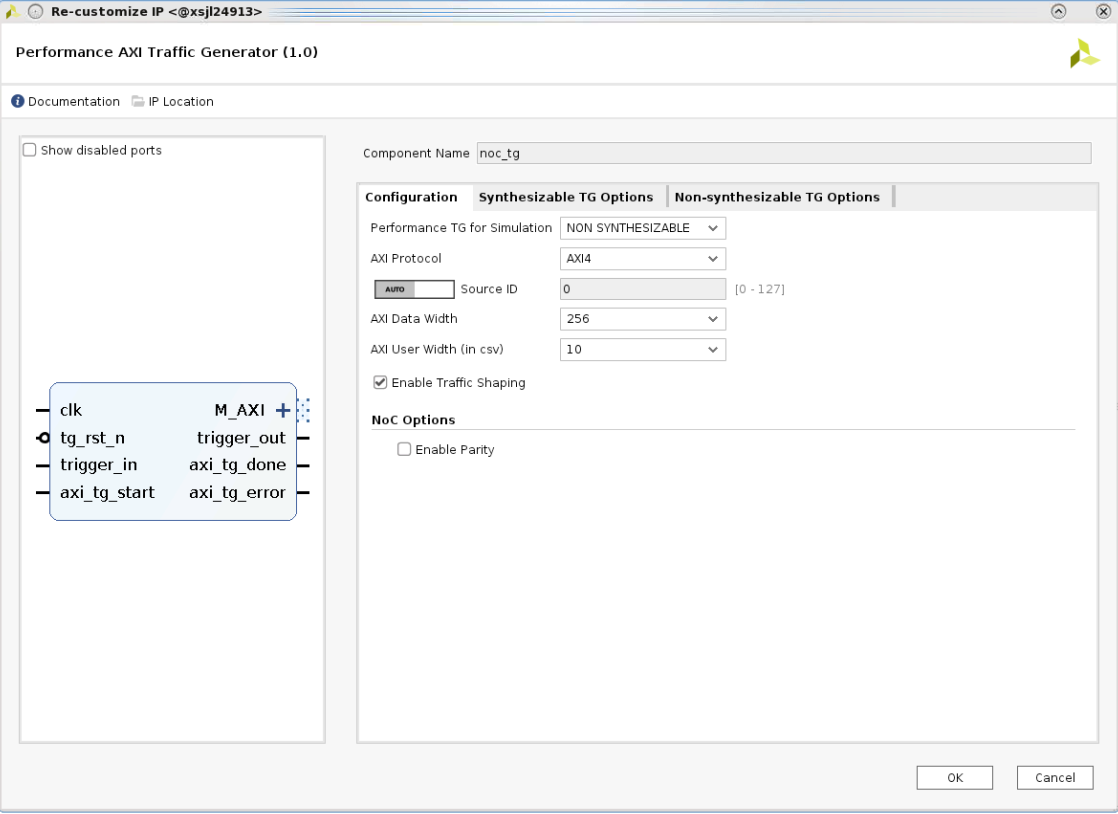 Re-customize IP <@xsjl24913>
Performance AXI Traffic Generator (1.0)
Documentation IP Location
Show disabled ports
clk M_AXI
tg_rst_n trigger_out
trigger_in axi_tg_done
axi_tg_start axi_tg_error
Component Name noc_tg
Configuration Synthesizable TG Options Non-synthesizable TG Options
Performance TG for Simulation NON SYNTHESIZABLE
AXI Protocol AXI4
AUTO Source ID 0 [0 - 127]
AXI Data Width 256
AXI User Width (in csv) 10
Enable Traffic Shaping
NoC Options
Enable Parity
OK Cancel